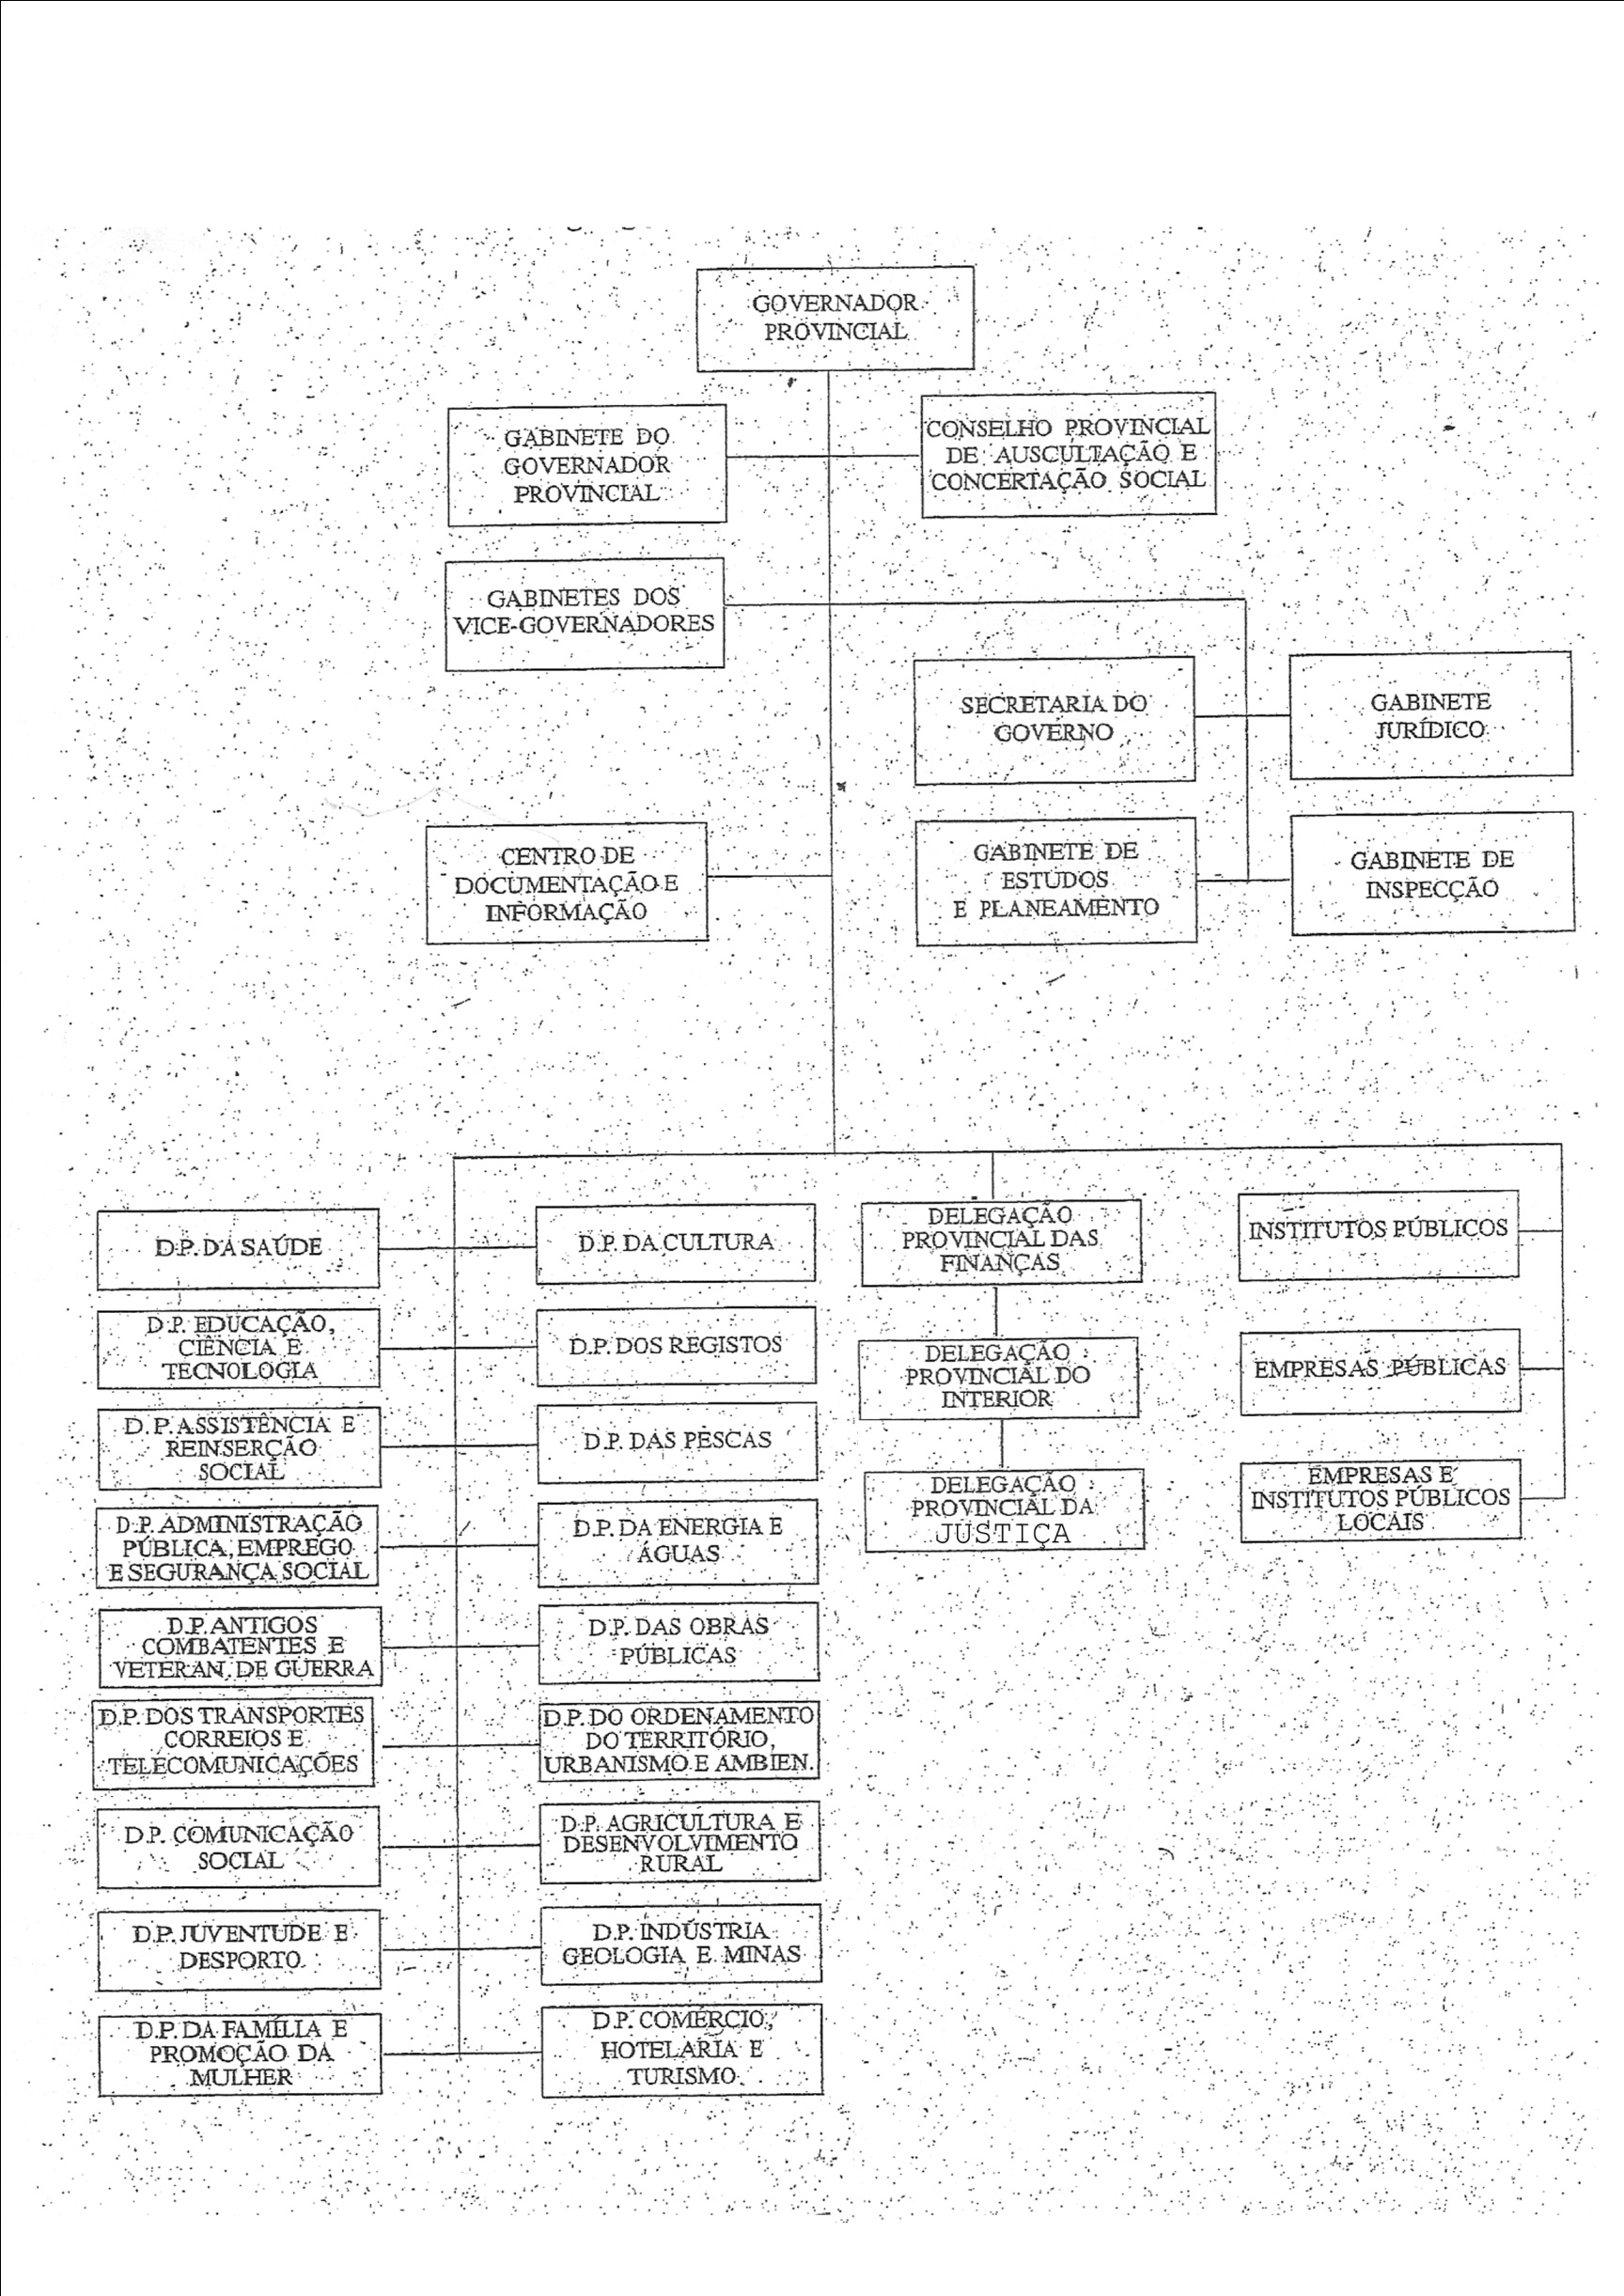 GOVERNADOR
PROVINCIAL
GABINETE DO
GOVERNADOR
PROVINCIAL
CONSELHO PROVINCIAL
DE AUSCULTAÇÃO E
CONCERTAÇÃO SOCIAL
GABINETES DOS
VICE-GOVERNADORES
SECRETARIA DO
GOVERNO
GABINETE
JURÍDICO
CENTRO DE
DOCUMENTAÇÃO E
INFORMAÇÃO
GABINETE DE
ESTUDOS
E PLANEAMENTO
GABINETE DE
INSPECÇÃO
D.P. DA SAÚDE
D.P. DA CULTURA
DELEGAÇÃO
PROVINCIAL DAS
FINANÇAS
INSTITUTOS PÚBLICOS
D.P. EDUCAÇÃO,
CIÊNCIA E
TECNOLOGIA
D.P. DOS REGISTOS
DELEGAÇÃO
PROVINCIAL DO
INTERIOR
EMPRESAS PÚBLICAS
D.P. ASSISTÊNCIA E
REINSERÇÃO
SOCIAL
D.P. DAS PESCAS
DELEGAÇÃO
PROVINCIAL DA
JUSTIÇA
EMPRESAS E
INSTITUTOS PÚBLICOS
LOCAIS
D.P. ADMINISTRAÇÃO
PÚBLICA, EMPREGO
E SEGURANÇA SOCIAL
D.P. DA ENERGIA E
ÁGUAS
D.P. ANTIGOS
COMBATENTES E
VETERAN. DE GUERRA
D.P. DAS OBRAS
PÚBLICAS
D.P. DOS TRANSPORTES
CORREIOS E
TELECOMUNICAÇÕES
D.P. DO ORDENAMENTO
DO TERRITÓRIO,
URBANISMO E AMBIEN.
D.P. COMUNICAÇÃO
SOCIAL
D.P. AGRICULTURA E
DESENVOLVIMENTO
RURAL
D.P. JUVENTUDE E
DESPORTO
D.P. INDÚSTRIA
GEOLOGIA E MINAS
D.P. DA FAMÍLIA E
PROMOÇÃO DA
MULHER
D.P. COMÉRCIO,
HOTELARIA E
TURISMO